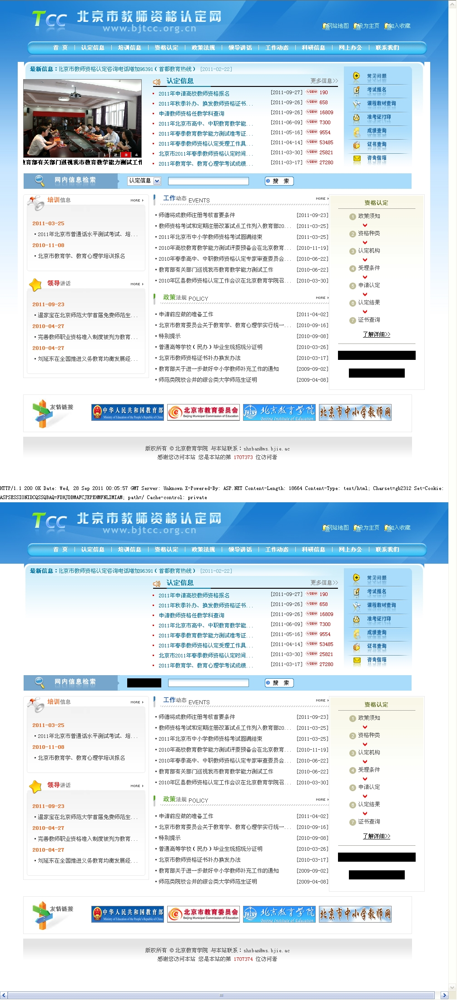 Tcc 北京市教师资格认定网
www.bjtcc.org.cn
网站地图 设为主页 加入收藏
首 页 | 认定信息 | 培训信息 | 资格认定 | 政策法规 | 领导讲话 | 工作动态 | 科研信息 | 网上办公 | 联系我们
最新信息：北京市教师资格认定咨询电话增加96391（首都教育热线） [2011-02-22]
认定信息 更多信息>>
2011年申请高校教师资格报名 [2011-09-27] VIEW 190
2011年秋季补办、换发教师资格证书... [2011-09-26] VIEW 658
申请教师资格任教学科查询 [2011-09-26] VIEW 16809
2011年北京市高中、中职教育教学能... [2011-06-09] VIEW 7300
2011年春季教育教学能力测试准考证... [2011-05-16] VIEW 9554
2011年春季教师资格认定受理工作具... [2011-04-14] VIEW 53485
北京市2011年春季教师资格认定时间... [2011-03-30] VIEW 25821
2011年教育学、教育心理学考试成绩... [2011-03-17] VIEW 27280
1 2 3 4
教育部有关部门巡视我市教育教学能力测试工作
常见问题
考试报名
课程教材查询
准考证打印
成绩查询
证书查询
咨询信箱
网内信息检索 认定信息 搜 索
培训信息 MORE
2011-03-25
・2011年北京市普通话水平测试考试、培...
2010-11-08
・北京市教育学、教育心理学培训报名
领导讲话 MORE
2011-09-23
・温家宝在北京师范大学首届免费师范生...
2010-04-27
・完善教师职业资格准入制度被列为教育...
2010-04-27
・刘延东在全国推进义务教育均衡发展经...
工作动态 EVENTS MORE
・师德将成教师注册考核首要条件 [2011-09-23]
・教师资格考试和定期注册改革试点工作列入教育部20... [2011-03-25]
・2011年北京市中小学教师资格考试圆满结束 [2011-03-25]
・2010年高校教育教学能力测试评委预备会在北京教育... [2010-11-19]
・2010年春季高中、中职教师资格认定专家审查委员会... [2010-06-22]
・教育部有关部门巡视我市教育教学能力测试工作 [2010-06-22]
・2010年区县教师资格认定工作会议在北京教育学院召... [2010-03-30]
政策法规 POLICY MORE
・申请前应做的准备工作 [2011-04-02]
・北京市教育委员会关于教育学、教育心理学实行统一... [2010-09-16]
・特别提示 [2010-09-08]
・普通高等学校（民办）毕业生统招统分证明 [2010-03-26]
・北京市教师资格证书补办换发办法 [2010-03-17]
・教育部关于进一步做好中小学教师补充工作的通知 [2009-09-02]
・师范类院校合并的综合类大学师范生证明 [2009-04-08]
资格认定
1 政策须知
2 资格种类
3 认定机构
4 受理条件
5 申请认定
6 认定结果
7 证书查询
了解详细>>
友情链接
中华人民共和国教育部
Ministry of Education of the People's Republic of China
北京市教育委员会
Beijing Municipal Commission of Education
北京教育学院
Beijing Institute of Education
北京市中小学教师网
版权所有 © 北京教育学院 与本站联系：shxban@ms.bjie.ac
感谢您访问本站 您是本站的第 1707373 位访问者
HTTP/1.1 200 OK Date: Wed, 28 Sep 2011 00:05:57 GMT Server: Unknown X-Powered-By: ASP.NET Content-Length: 18664 Content-Type: text/html; Charset=gb2312 Set-Cookie:
ASPSESSIONIDCQSSQBAQ=FDHJDBMAFCJEPEHMFNLIMIAM; path=/ Cache-control: private
Tcc 北京市教师资格认定网
www.bjtcc.org.cn
网站地图 设为主页 加入收藏
首 页 | 认定信息 | 培训信息 | 资格认定 | 政策法规 | 领导讲话 | 工作动态 | 科研信息 | 网上办公 | 联系我们
最新信息：北京市教师资格认定咨询电话增加96391（首都教育热线） [2011-02-22]
认定信息 更多信息>>
2011年申请高校教师资格报名 [2011-09-27] VIEW 190
2011年秋季补办、换发教师资格证书... [2011-09-26] VIEW 658
申请教师资格任教学科查询 [2011-09-26] VIEW 16809
2011年北京市高中、中职教育教学能... [2011-06-09] VIEW 7300
2011年春季教育教学能力测试准考证... [2011-05-16] VIEW 9554
2011年春季教师资格认定受理工作具... [2011-04-14] VIEW 53485
北京市2011年春季教师资格认定时间... [2011-03-30] VIEW 25821
2011年教育学、教育心理学考试成绩... [2011-03-17] VIEW 27280
常见问题
考试报名
课程教材查询
准考证打印
成绩查询
证书查询
咨询信箱
网内信息检索 搜 索
培训信息 MORE
2011-03-25
・2011年北京市普通话水平测试考试、培...
2010-11-08
・北京市教育学、教育心理学培训报名
领导讲话 MORE
2011-09-23
・温家宝在北京师范大学首届免费师范生...
2010-04-27
・完善教师职业资格准入制度被列为教育...
2010-04-27
・刘延东在全国推进义务教育均衡发展经...
工作动态 EVENTS MORE
・师德将成教师注册考核首要条件 [2011-09-23]
・教师资格考试和定期注册改革试点工作列入教育部20... [2011-03-25]
・2011年北京市中小学教师资格考试圆满结束 [2011-03-25]
・2010年高校教育教学能力测试评委预备会在北京教育... [2010-11-19]
・2010年春季高中、中职教师资格认定专家审查委员会... [2010-06-22]
・教育部有关部门巡视我市教育教学能力测试工作 [2010-06-22]
・2010年区县教师资格认定工作会议在北京教育学院召... [2010-03-30]
政策法规 POLICY MORE
・申请前应做的准备工作 [2011-04-02]
・北京市教育委员会关于教育学、教育心理学实行统一... [2010-09-16]
・特别提示 [2010-09-08]
・普通高等学校（民办）毕业生统招统分证明 [2010-03-26]
・北京市教师资格证书补办换发办法 [2010-03-17]
・教育部关于进一步做好中小学教师补充工作的通知 [2009-09-02]
・师范类院校合并的综合类大学师范生证明 [2009-04-08]
资格认定
1 政策须知
2 资格种类
3 认定机构
4 受理条件
5 申请认定
6 认定结果
7 证书查询
了解详细>>
友情链接
中华人民共和国教育部
Ministry of Education of the People's Republic of China
北京市教育委员会
Beijing Municipal Commission of Education
北京教育学院
Beijing Institute of Education
北京市中小学教师网
版权所有 © 北京教育学院 与本站联系：shxban@ms.bjie.ac
感谢您访问本站 您是本站的第 1707374 位访问者